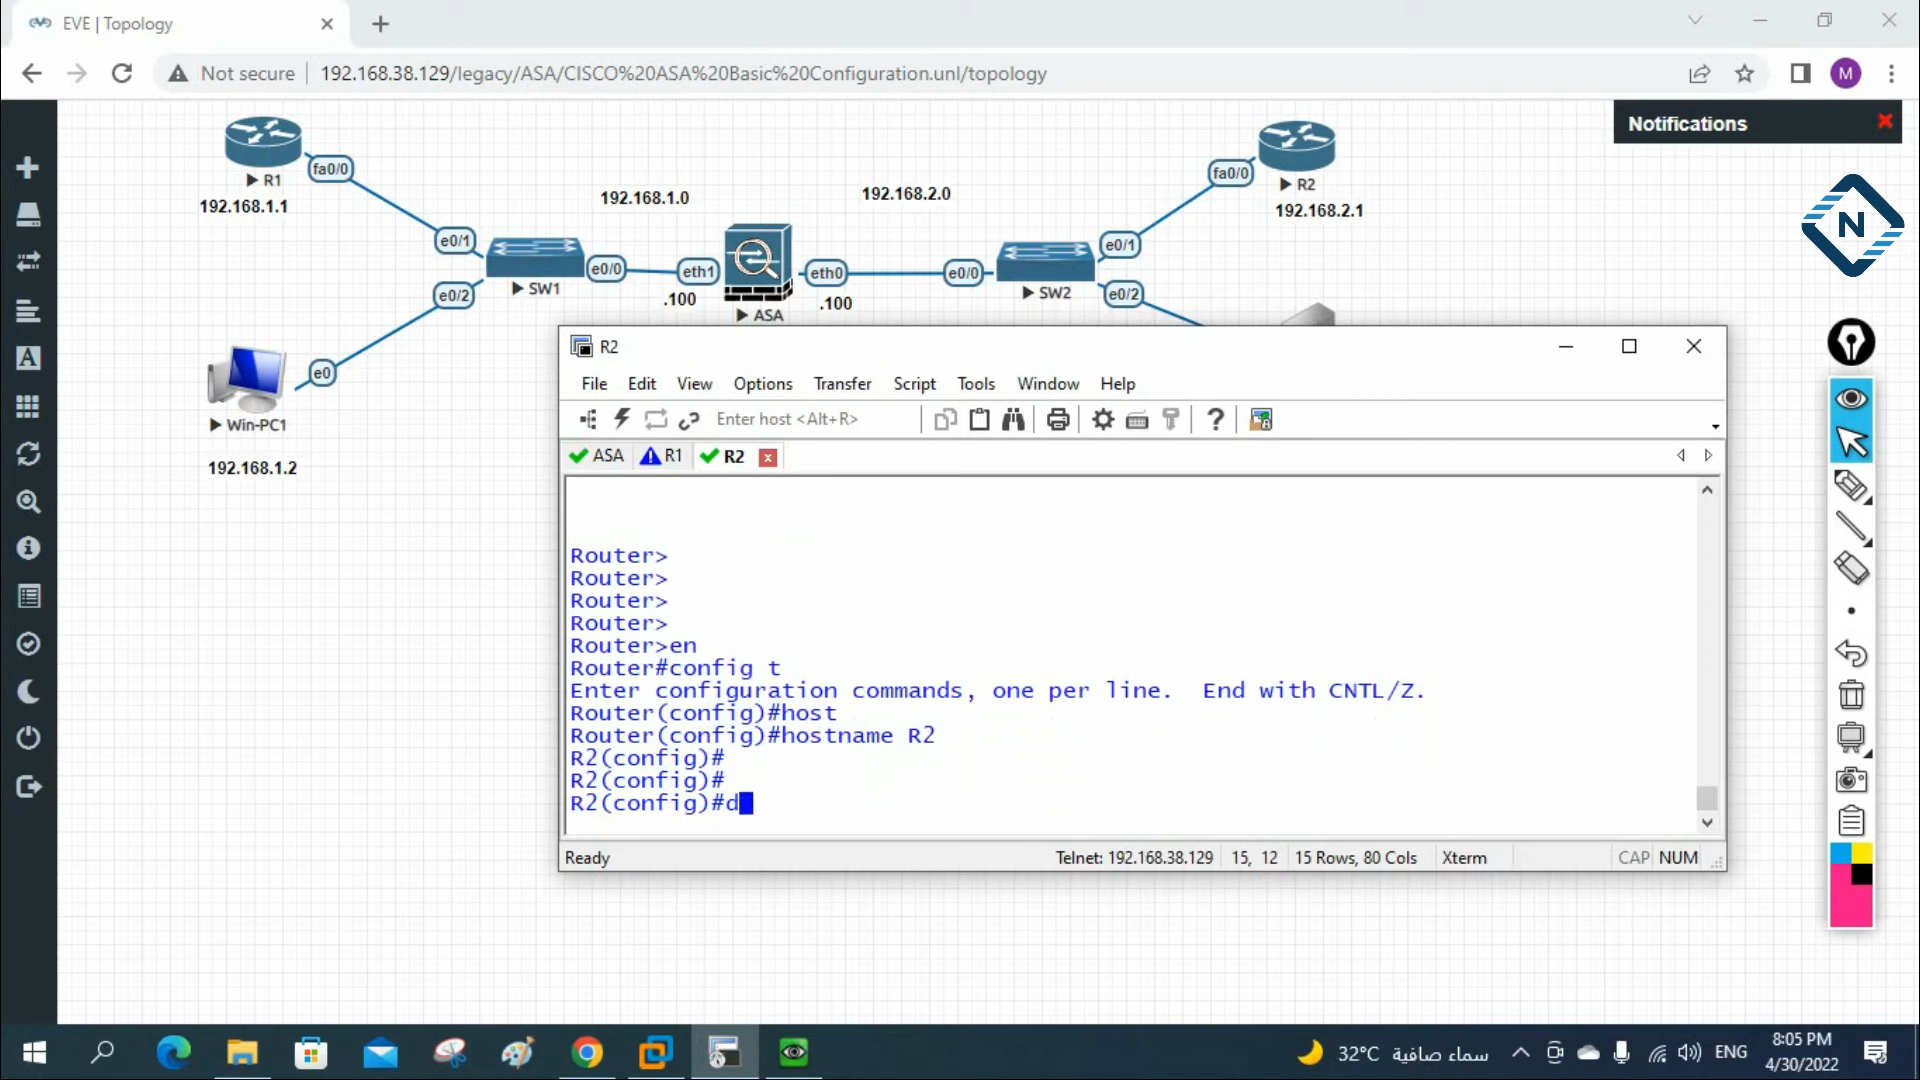 EVE | Topology
Not secure 192.168.38.129/legacy/ASA/CISCO%20ASA%20Basic%20Configuration.unl/topology
M
Notifications
N
R1
fa0/0
192.168.1.1
192.168.1.0
192.168.2.0
fa0/0
R2
192.168.2.1
e0/1
SW1
e0/0
eth1
.100
ASA
eth0
.100
e0/0
SW2
e0/1
e0/2
e0/2
e0
Win-PC1
192.168.1.2
R2
File Edit View Options Transfer Script Tools Window Help
Enter host <Alt+R>
ASA R1 R2
Router>
Router>
Router>
Router>
Router>en
Router#config t
Enter configuration commands, one per line.  End with CNTL/Z.
Router(config)#host
Router(config)#hostname R2
R2(config)#
R2(config)#
R2(config)#d
Ready Telnet: 192.168.38.129 15, 12 15 Rows, 80 Cols Xterm CAP NUM
32°C سماء صافية ENG
8:05 PM
4/30/2022